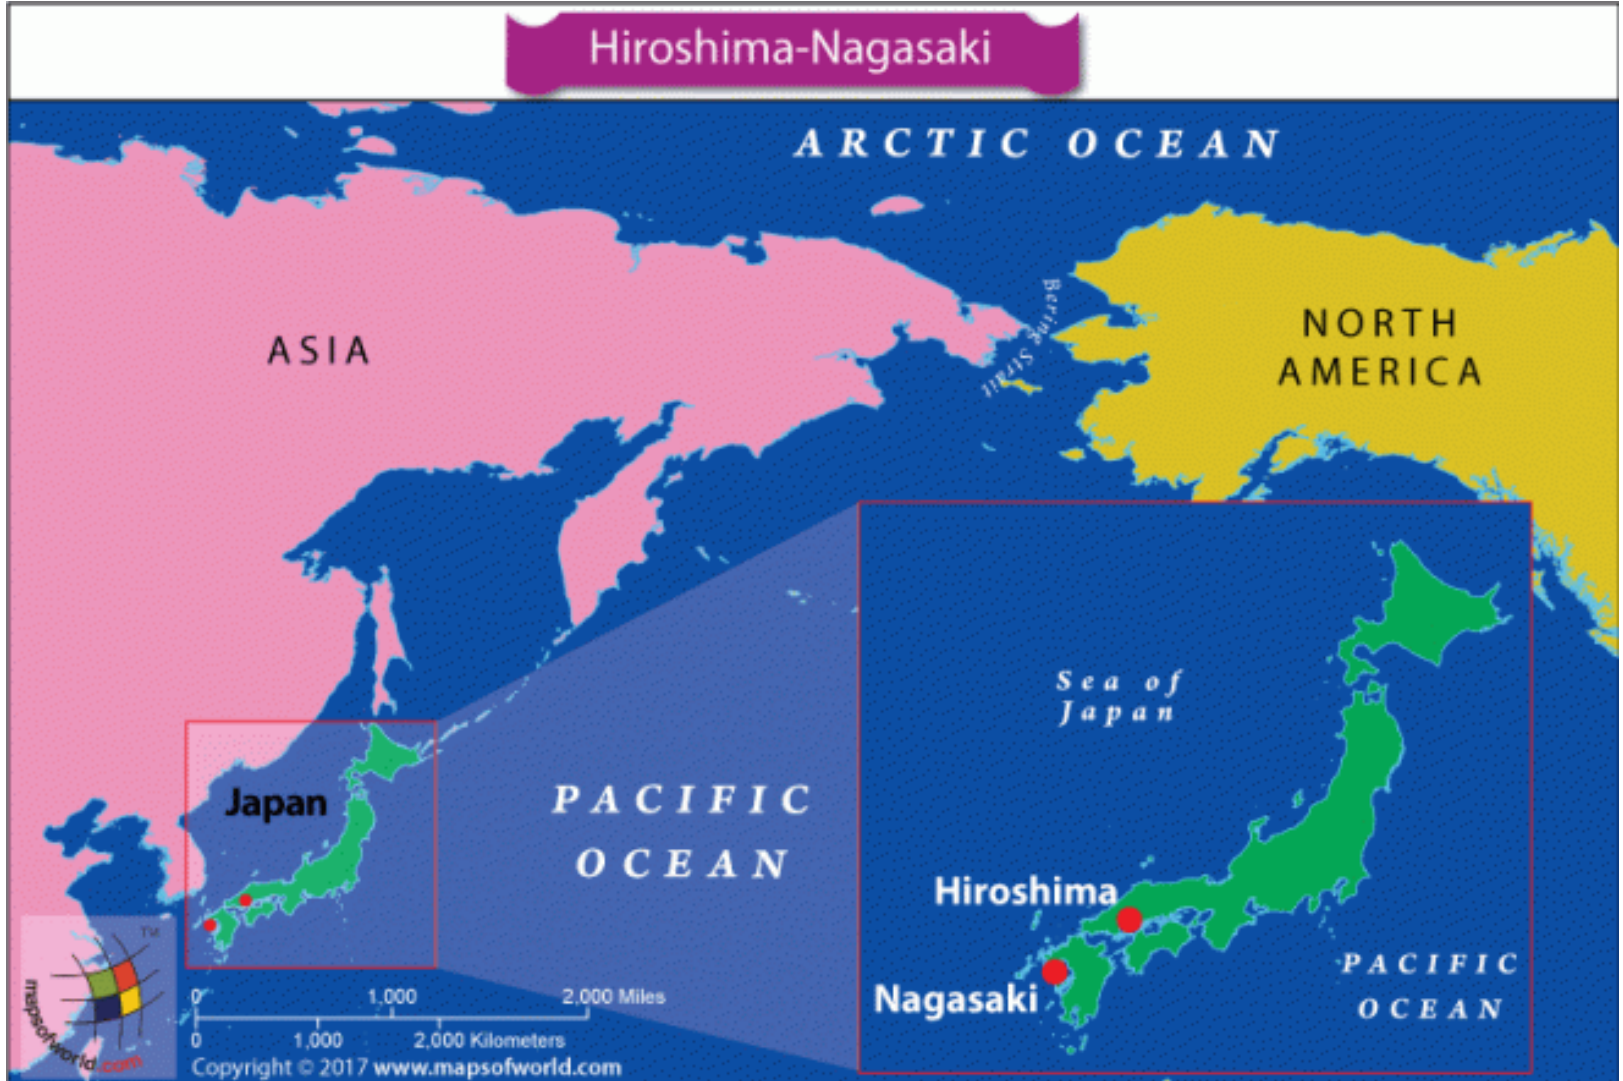 Hiroshima-Nagasaki
ARCTIC OCEAN
Bering Strait
ASIA
NORTH
AMERICA
Sea of
Japan
Japan
PACIFIC
OCEAN
Hiroshima
Nagasaki
PACIFIC
OCEAN
TM
mapsofworld.com
0 1,000 2,000 Miles
0 1,000 2,000 Kilometers
Copyright © 2017 www.mapsofworld.com